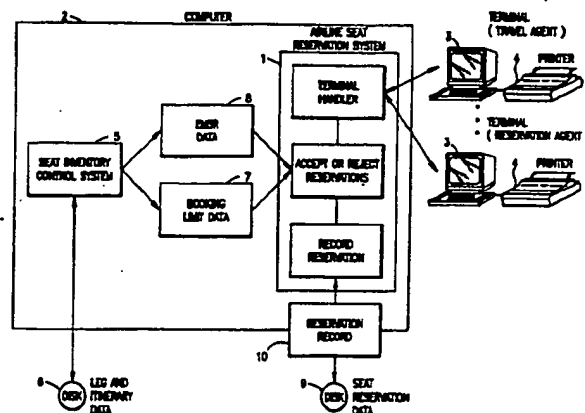 2
COMPUTER
AIRLINE SEAT
RESERVATION SYSTEM
1
TERMINAL
HANDLER
8
EMSR
DATA
5
SEAT INVENTORY
CONTROL SYSTEM
ACCEPT OR REJECT
RESERVATIONS
7
BOOKING
LIMIT DATA
RECORD
RESERVATION
RESERVATION
RECORD
10
6
DISK
LEG AND
ITINERARY
DATA
9
DISK
SEAT
RESERVATION
DATA
TERMINAL
( TRAVEL AGENT )
3
4
PRINTER
TERMINAL
( RESERVATION AGENT
3
4
PRINTER